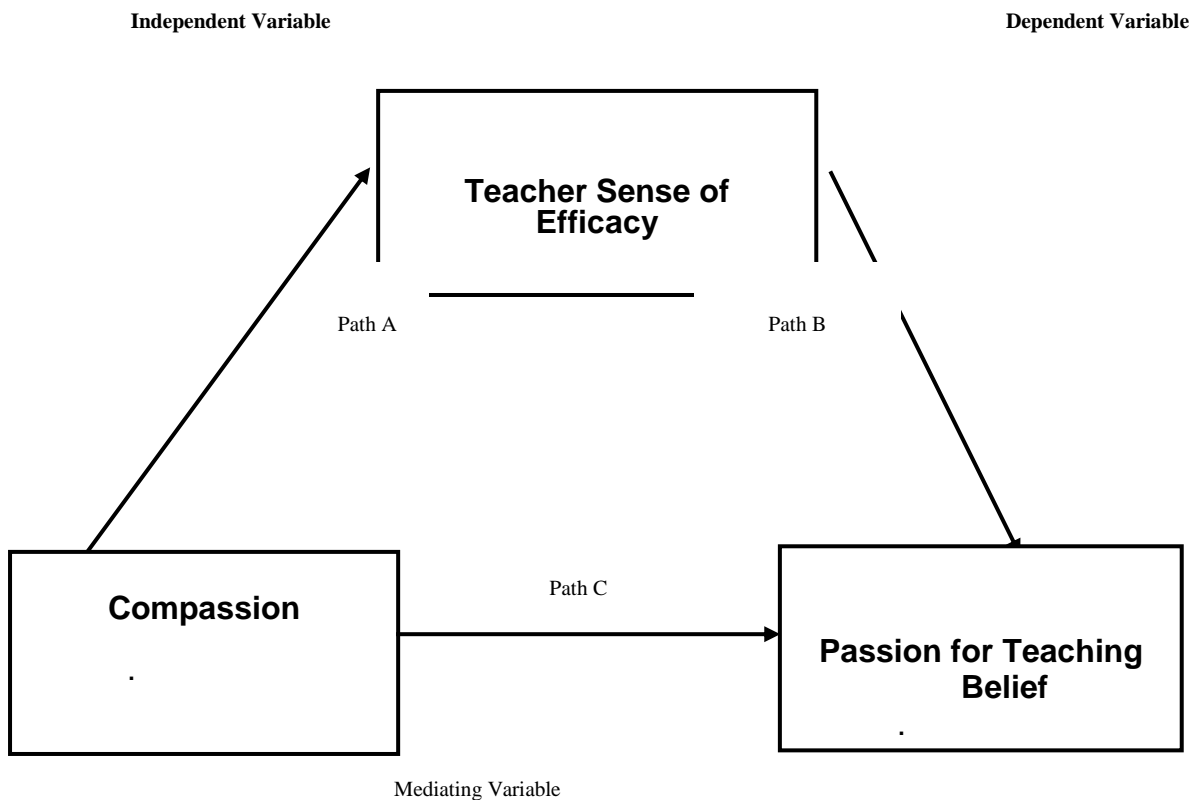 Independent Variable
Dependent Variable
Teacher Sense of
Efficacy
Path A
Path B
Path C
Compassion
.
Passion for Teaching
Belief
.
Mediating Variable